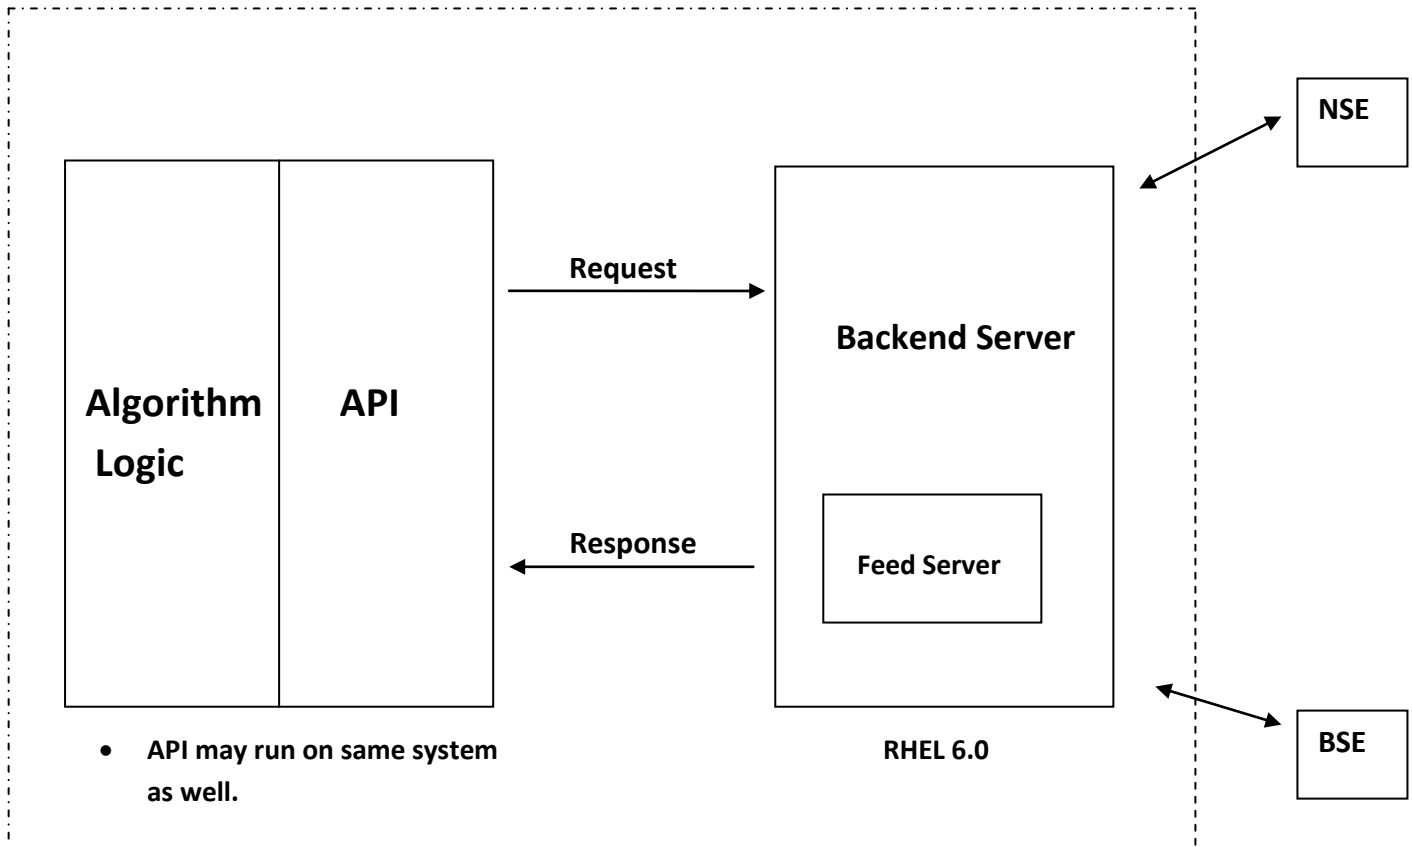 NSE
Request
Backend Server
Algorithm
Logic
API
Response
Feed Server
• API may run on same system
as well.
RHEL 6.0
BSE